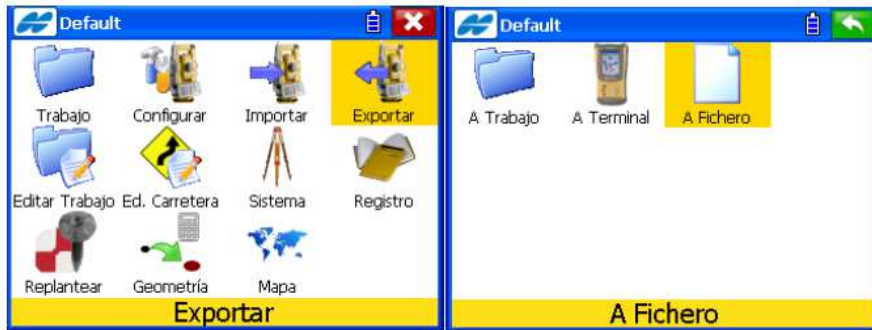 Default
Trabajo Configurar Importar Exportar
Editar Trabajo Ed. Carretera Sistema Registro
Replantear Geometría Mapa
Exportar
Default
A Trabajo A Terminal A Fichero
A Fichero